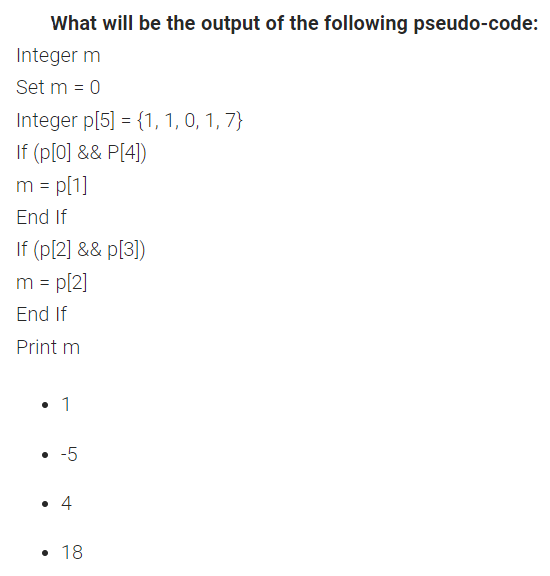 What will be the output of the following pseudo-code:
Integer m
Set m = 0
Integer p[5] = {1, 1, 0, 1, 7}
If (p[0] && P[4])
m = p[1]
End If
If (p[2] && p[3])
m = p[2]
End If
Print m
• 1
• -5
• 4
• 18